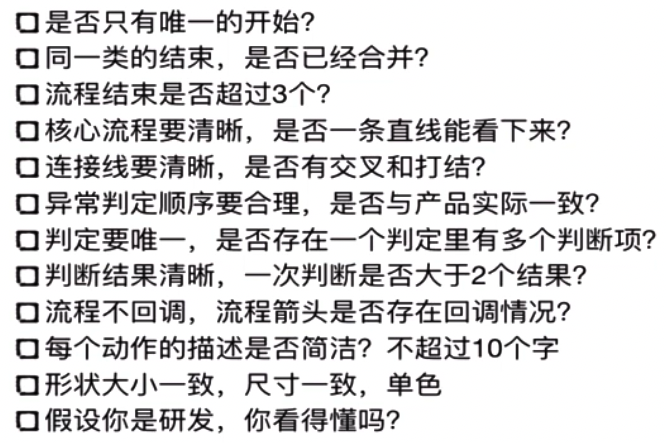 □是否只有唯一的开始？
□同一类的结束，是否已经合并？
□流程结束是否超过3个？
□核心流程要清晰，是否一条直线能看下来？
□连接线要清晰，是否有交叉和打结？
□异常判定顺序要合理，是否与产品实际一致？
□判定要唯一，是否存在一个判定里有多个判断项？
□判断结果清晰，一次判断是否大于2个结果？
□流程不回调，流程箭头是否存在回调情况？
□每个动作的描述是否简洁？不超过10个字
□形状大小一致，尺寸一致，单色
□假设你是研发，你看得懂吗？